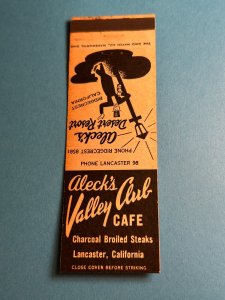 Aleck's
Valley Club
CAFE
Charcoal Broiled Steaks
Lancaster, California
CLOSE COVER BEFORE STRIKING
PHONE LANCASTER 98
Aleck's
Desert Resort
PHONE RIDGECREST 8581
RIDGECREST
CALIFORNIA